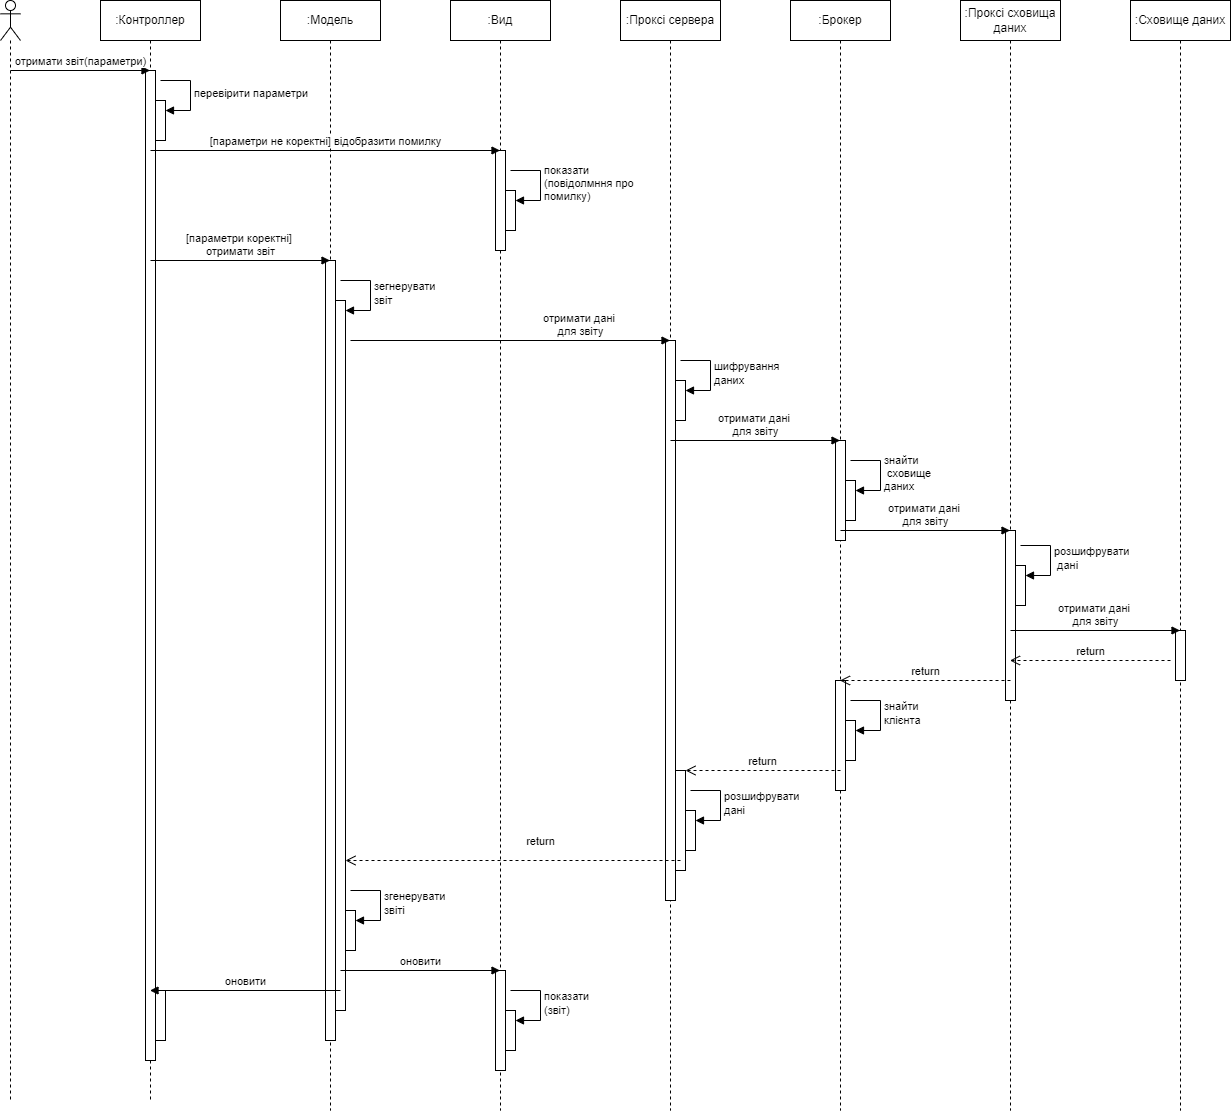 :Контроллер
:Модель
:Вид
:Проксі сервера
:Брокер
:Проксі сховища
даних
:Сховище даних
отримати звіт(параметри)
перевірити параметри
[параметри не коректні] відобразити помилку
показати
(повідолмння про
помилку)
[параметри коректні]
отримати звіт
зегнерувати
звіт
отримати дані
для звіту
шифрування
даних
отримати дані
для звіту
знайти
сховище
даних
отримати дані
для звіту
розшифрувати
дані
отримати дані
для звіту
return
return
знайти
клієнта
return
розшифрувати
дані
return
згенерувати
звіті
оновити
оновити
показати
(звіт)